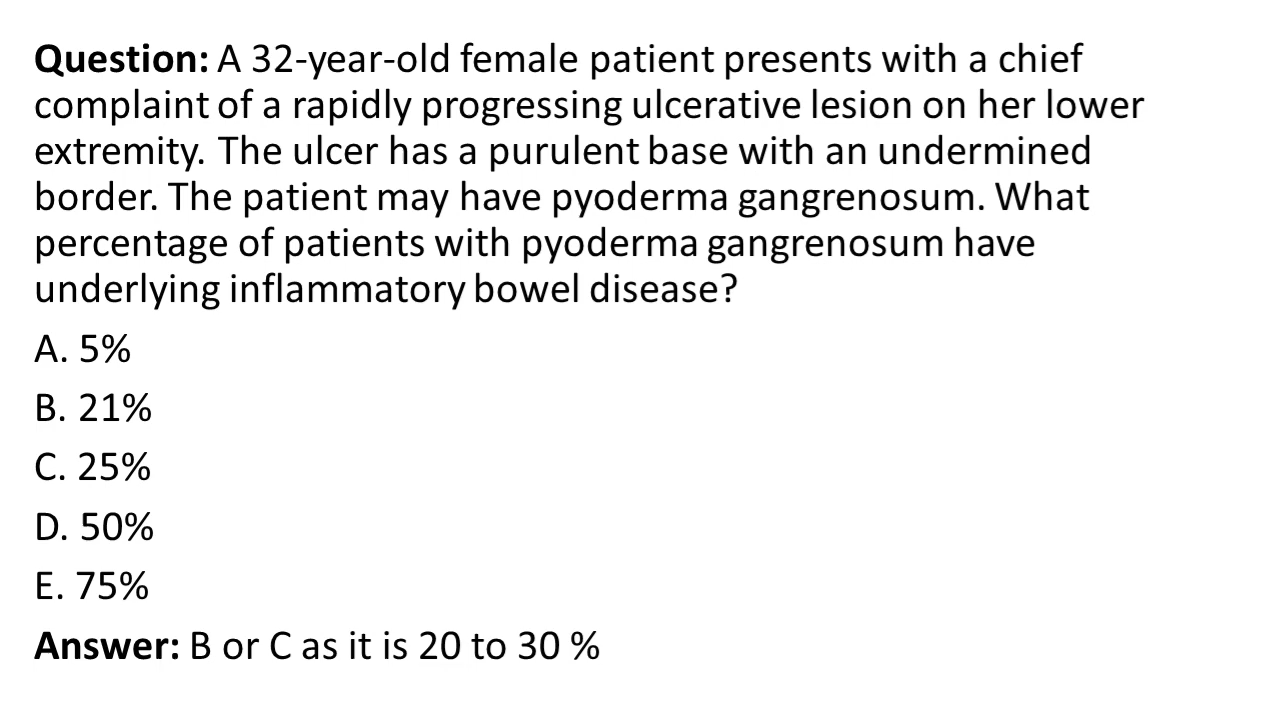 Question: A 32-year-old female patient presents with a chief
complaint of a rapidly progressing ulcerative lesion on her lower
extremity. The ulcer has a purulent base with an undermined
border. The patient may have pyoderma gangrenosum. What
percentage of patients with pyoderma gangrenosum have
underlying inflammatory bowel disease?
A. 5%
B. 21%
C. 25%
D. 50%
E. 75%
Answer: B or C as it is 20 to 30 %